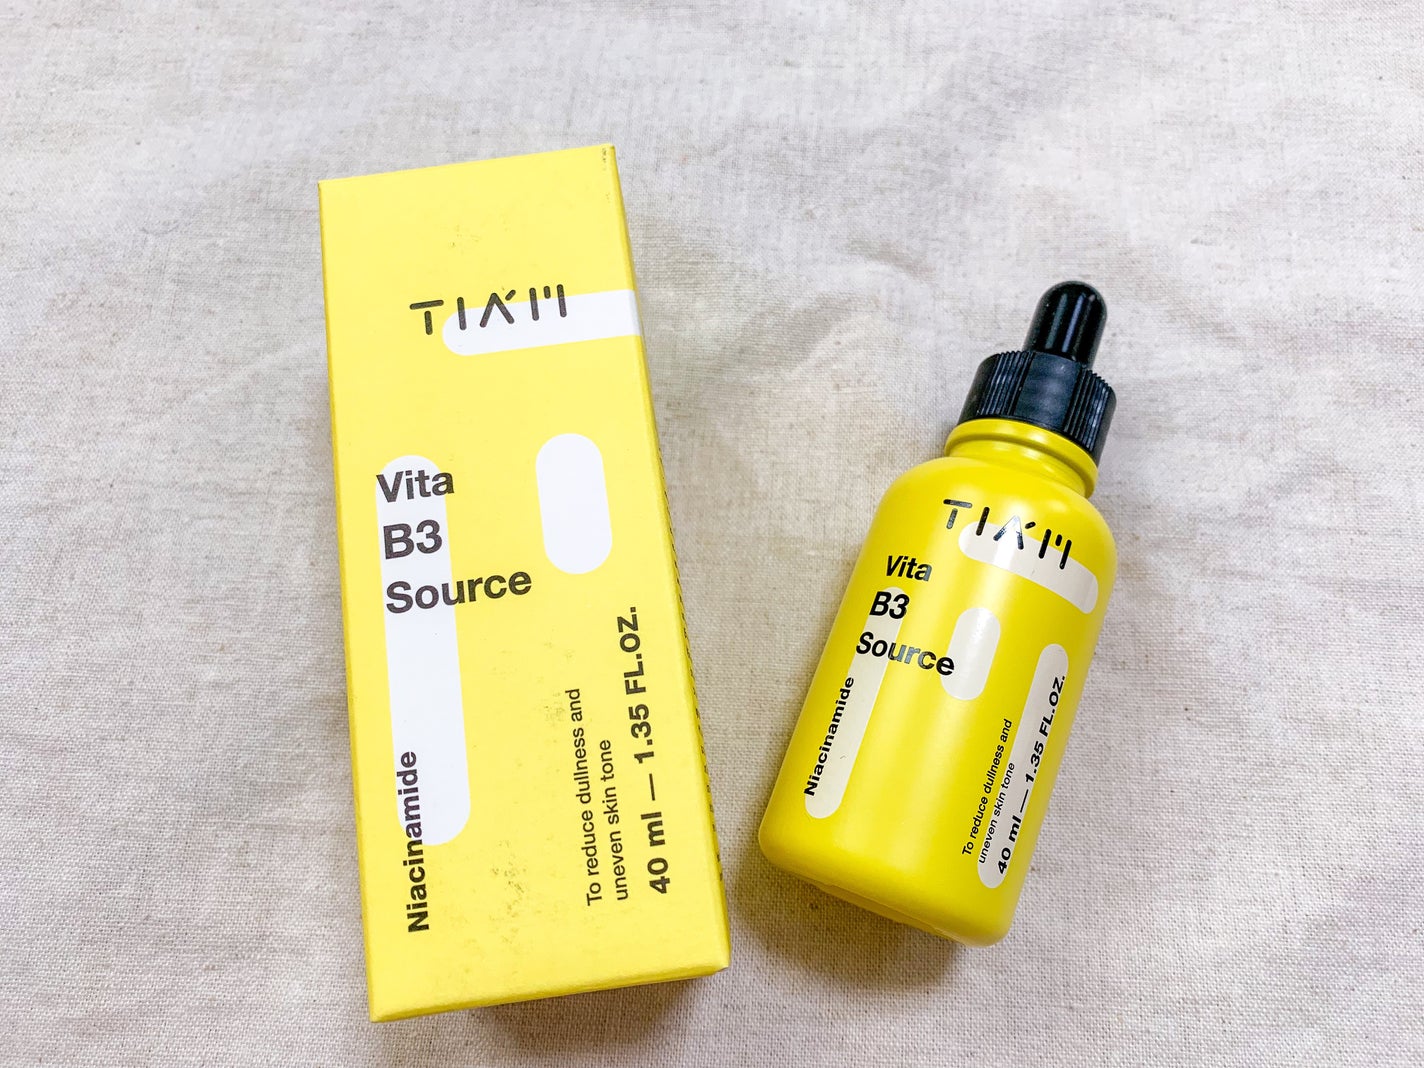 TIAM
Vita
B3
Source
Niacinamide
To reduce dullness and
uneven skin tone
40 ml — 1.35 FL.OZ.
TIAM
Vita
B3
Source
Niacinamide
To reduce dullness and
uneven skin tone
40 ml — 1.35 FL.OZ.